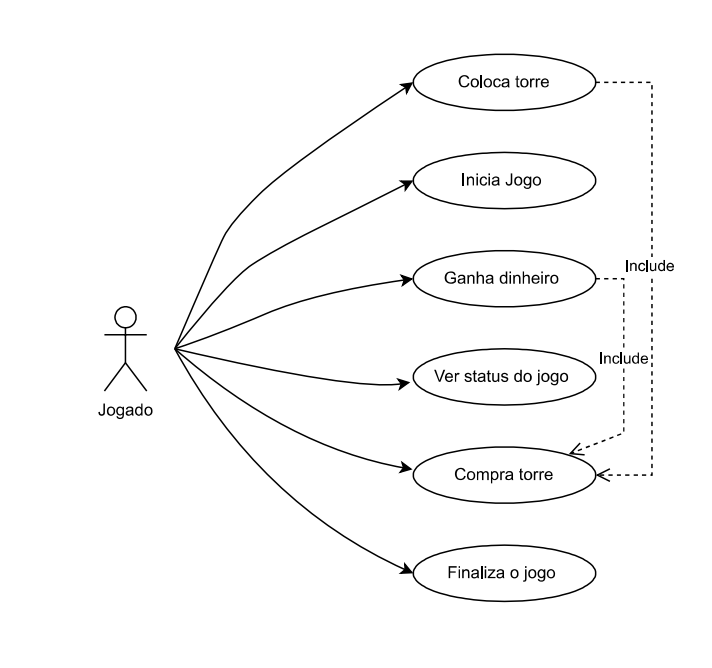 Coloca torre
Inicia Jogo
Include
Ganha dinheiro
Include
Ver status do jogo
Jogado
Compra torre
Finaliza o jogo